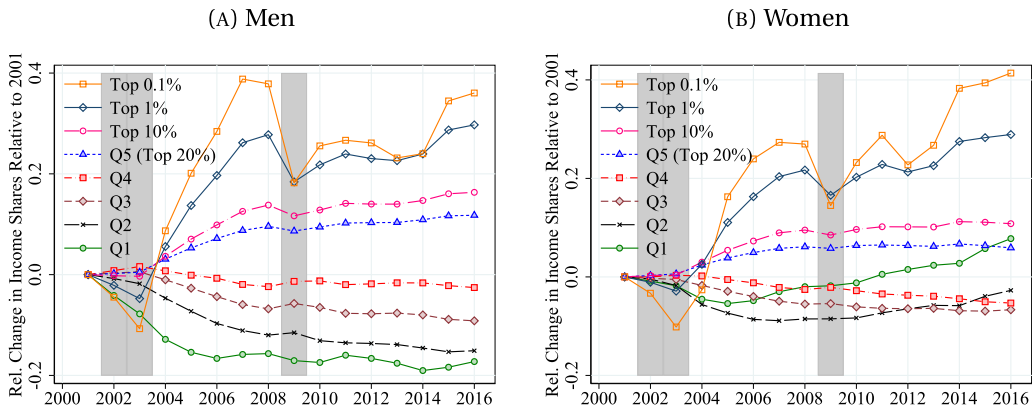 (A) Men
Rel. Change in Income Shares Relative to 2001
0.4
0.2
0.0
-0.2
Top 0.1%
Top 1%
Top 10%
Q5 (Top 20%)
Q4
Q3
Q2
Q1
2000 2002 2004 2006 2008 2010 2012 2014 2016
(B) Women
Rel. Change in Income Shares Relative to 2001
0.4
0.2
0.0
-0.2
Top 0.1%
Top 1%
Top 10%
Q5 (Top 20%)
Q4
Q3
Q2
Q1
2000 2002 2004 2006 2008 2010 2012 2014 2016